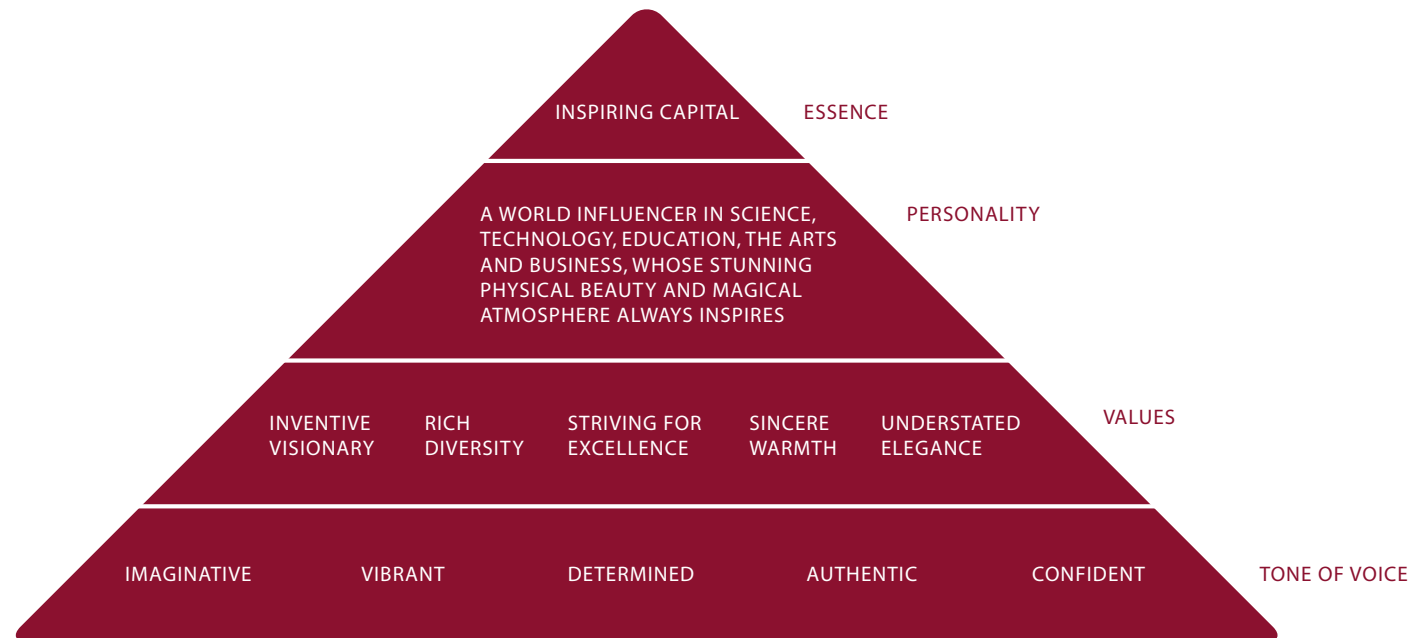 INSPIRING CAPITAL
ESSENCE
A WORLD INFLUENCER IN SCIENCE,
TECHNOLOGY, EDUCATION, THE ARTS
AND BUSINESS, WHOSE STUNNING
PHYSICAL BEAUTY AND MAGICAL
ATMOSPHERE ALWAYS INSPIRES
PERSONALITY
INVENTIVE
VISIONARY
RICH
DIVERSITY
STRIVING FOR
EXCELLENCE
SINCERE
WARMTH
UNDERSTATED
ELEGANCE
VALUES
IMAGINATIVE
VIBRANT
DETERMINED
AUTHENTIC
CONFIDENT
TONE OF VOICE